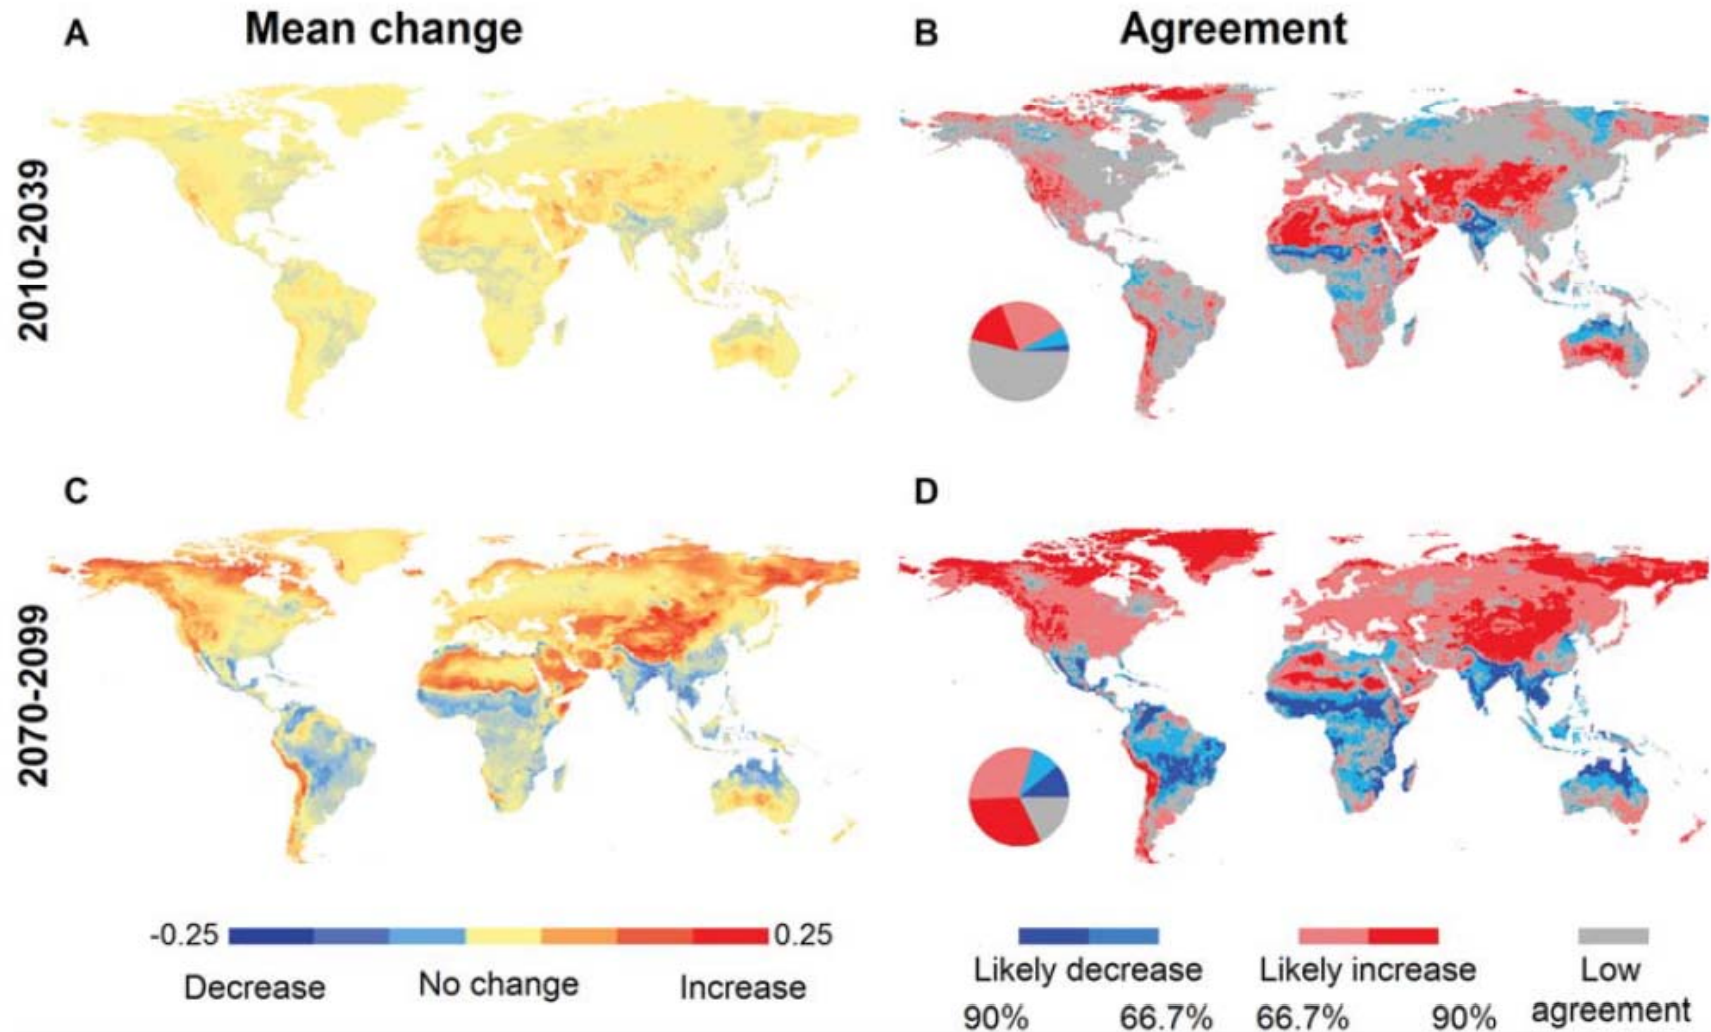 A Mean change
B Agreement
2010-2039
C
D
2070-2099
-0.25 0.25
Decrease No change Increase
Likely decrease Likely increase Low agreement
90% 66.7% 66.7% 90%